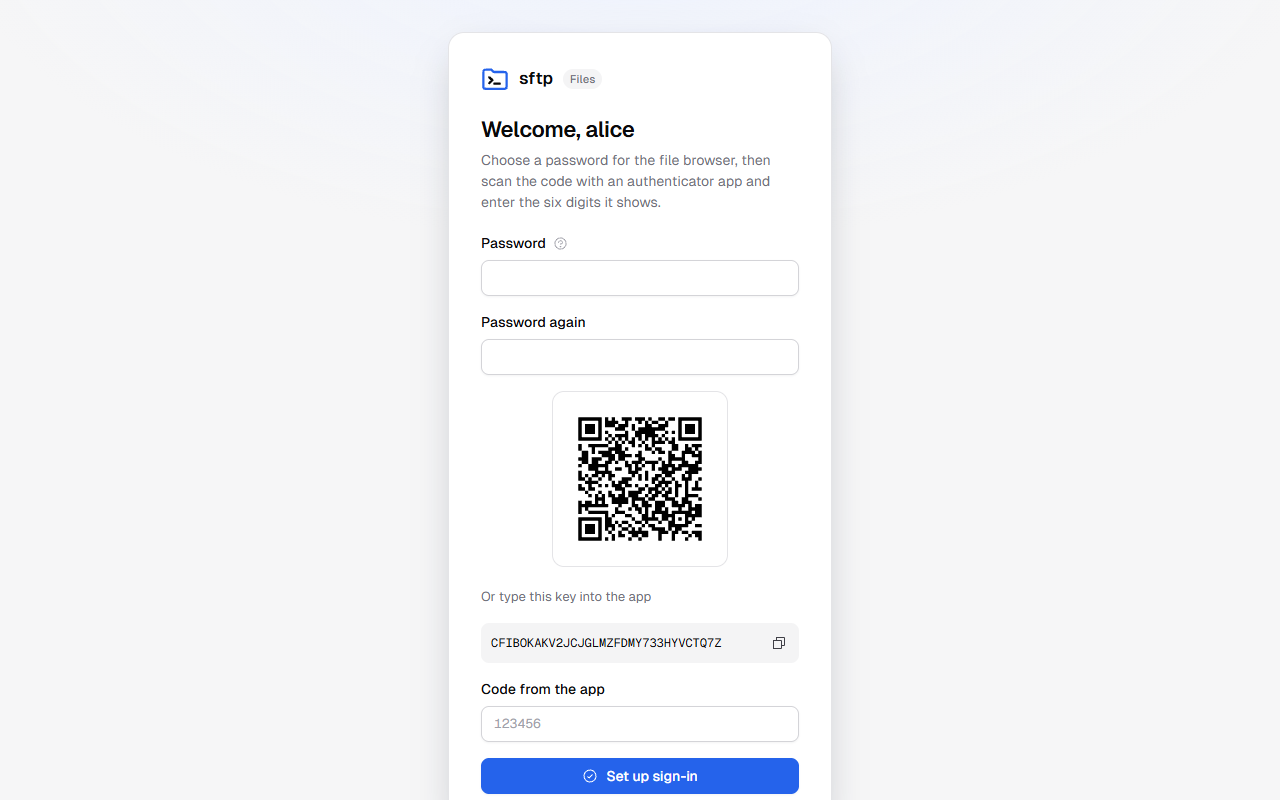 sftp Files
Welcome, alice
Choose a password for the file browser, then
scan the code with an authenticator app and
enter the six digits it shows.
Password
Password again
Or type this key into the app
CFIBOKAKV2JCJGLMZFDMY733HYVCTQ7Z
Code from the app
123456
Set up sign-in